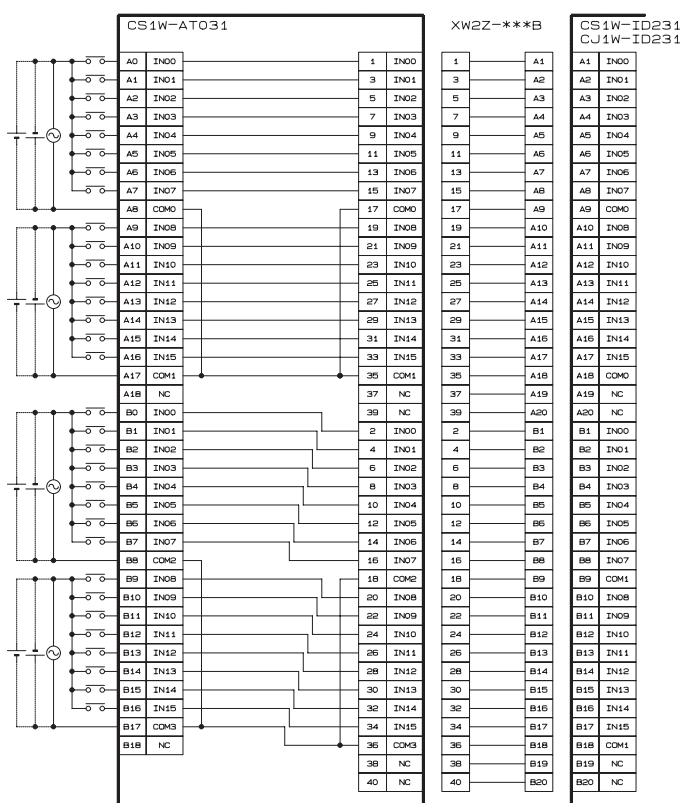 CS1W-AT031 XW2Z-***B CS1W-ID231
CJ1W-ID231
A0 IN00 1 IN00 1 A1 A1 IN00
A1 IN01 3 IN01 3 A2 A2 IN01
A2 IN02 5 IN02 5 A3 A3 IN02
A3 IN03 7 IN03 7 A4 A4 IN03
A4 IN04 9 IN04 9 A5 A5 IN04
A5 IN05 11 IN05 11 A6 A6 IN05
A6 IN06 13 IN06 13 A7 A7 IN06
A7 IN07 15 IN07 15 A8 A8 IN07
A8 COM0 17 COM0 17 A9 A9 COM0
A9 IN08 19 IN08 19 A10 A10 IN08
A10 IN09 21 IN09 21 A11 A11 IN09
A11 IN10 23 IN10 23 A12 A12 IN10
A12 IN11 25 IN11 25 A13 A13 IN11
A13 IN12 27 IN12 27 A14 A14 IN12
A14 IN13 29 IN13 29 A15 A15 IN13
A15 IN14 31 IN14 31 A16 A16 IN14
A16 IN15 33 IN15 33 A17 A17 IN15
A17 COM1 35 COM1 35 A18 A18 COM0
A18 NC 37 NC 37 A19 A19 NC
B0 IN00 39 NC 39 A20 A20 NC
B1 IN01 2 IN00 2 B1 B1 IN00
B2 IN02 4 IN01 4 B2 B2 IN01
B3 IN03 6 IN02 6 B3 B3 IN02
B4 IN04 8 IN03 8 B4 B4 IN03
B5 IN05 10 IN04 10 B5 B5 IN04
B6 IN06 12 IN05 12 B6 B6 IN05
B7 IN07 14 IN06 14 B7 B7 IN06
B8 COM2 16 IN07 16 B8 B8 IN07
B9 IN08 18 COM2 18 B9 B9 COM1
B10 IN09 20 IN08 20 B10 B10 IN08
B11 IN10 22 IN09 22 B11 B11 IN09
B12 IN11 24 IN10 24 B12 B12 IN10
B13 IN12 26 IN11 26 B13 B13 IN11
B14 IN13 28 IN12 28 B14 B14 IN12
B15 IN14 30 IN13 30 B15 B15 IN13
B16 IN15 32 IN14 32 B16 B16 IN14
B17 COM3 34 IN15 34 B17 B17 IN15
B18 NC 36 COM3 36 B18 B18 COM1
38 NC 38 B19 B19 NC
40 NC 40 B20 B20 NC